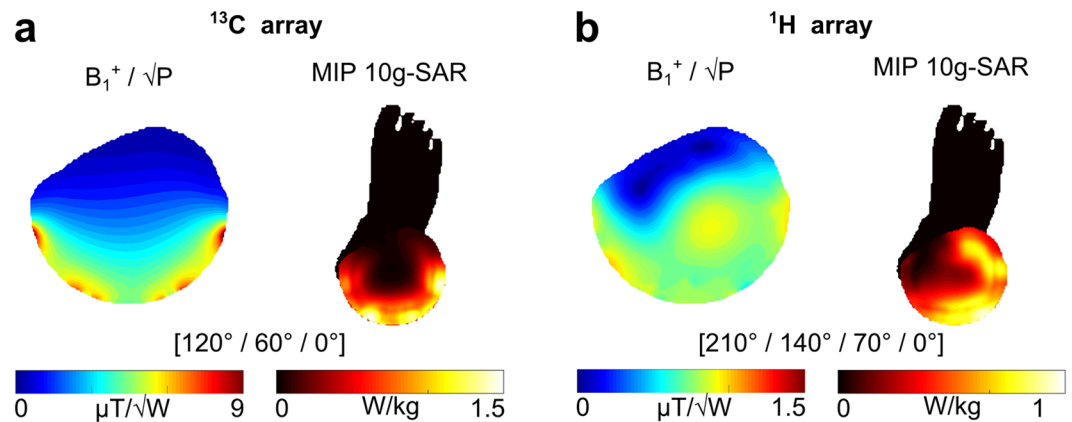 a
¹³C array
B₁⁺ / √P
MIP 10g-SAR
[120° / 60° / 0°]
0 µT/√W 9
0 W/kg 1.5
b
¹H array
B₁⁺ / √P
MIP 10g-SAR
[210° / 140° / 70° / 0°]
0 µT/√W 1.5
0 W/kg 1